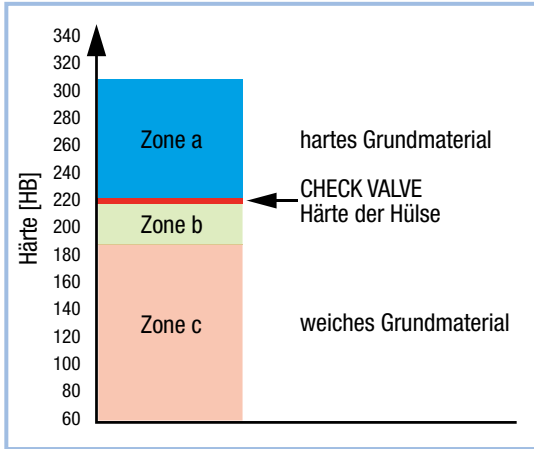 Härte [HB]
340
320
300
280
260
240
220
200
180
160
140
120
100
80
60
Zone a
hartes Grundmaterial
CHECK VALVE
Härte der Hülse
Zone b
Zone c
weiches Grundmaterial